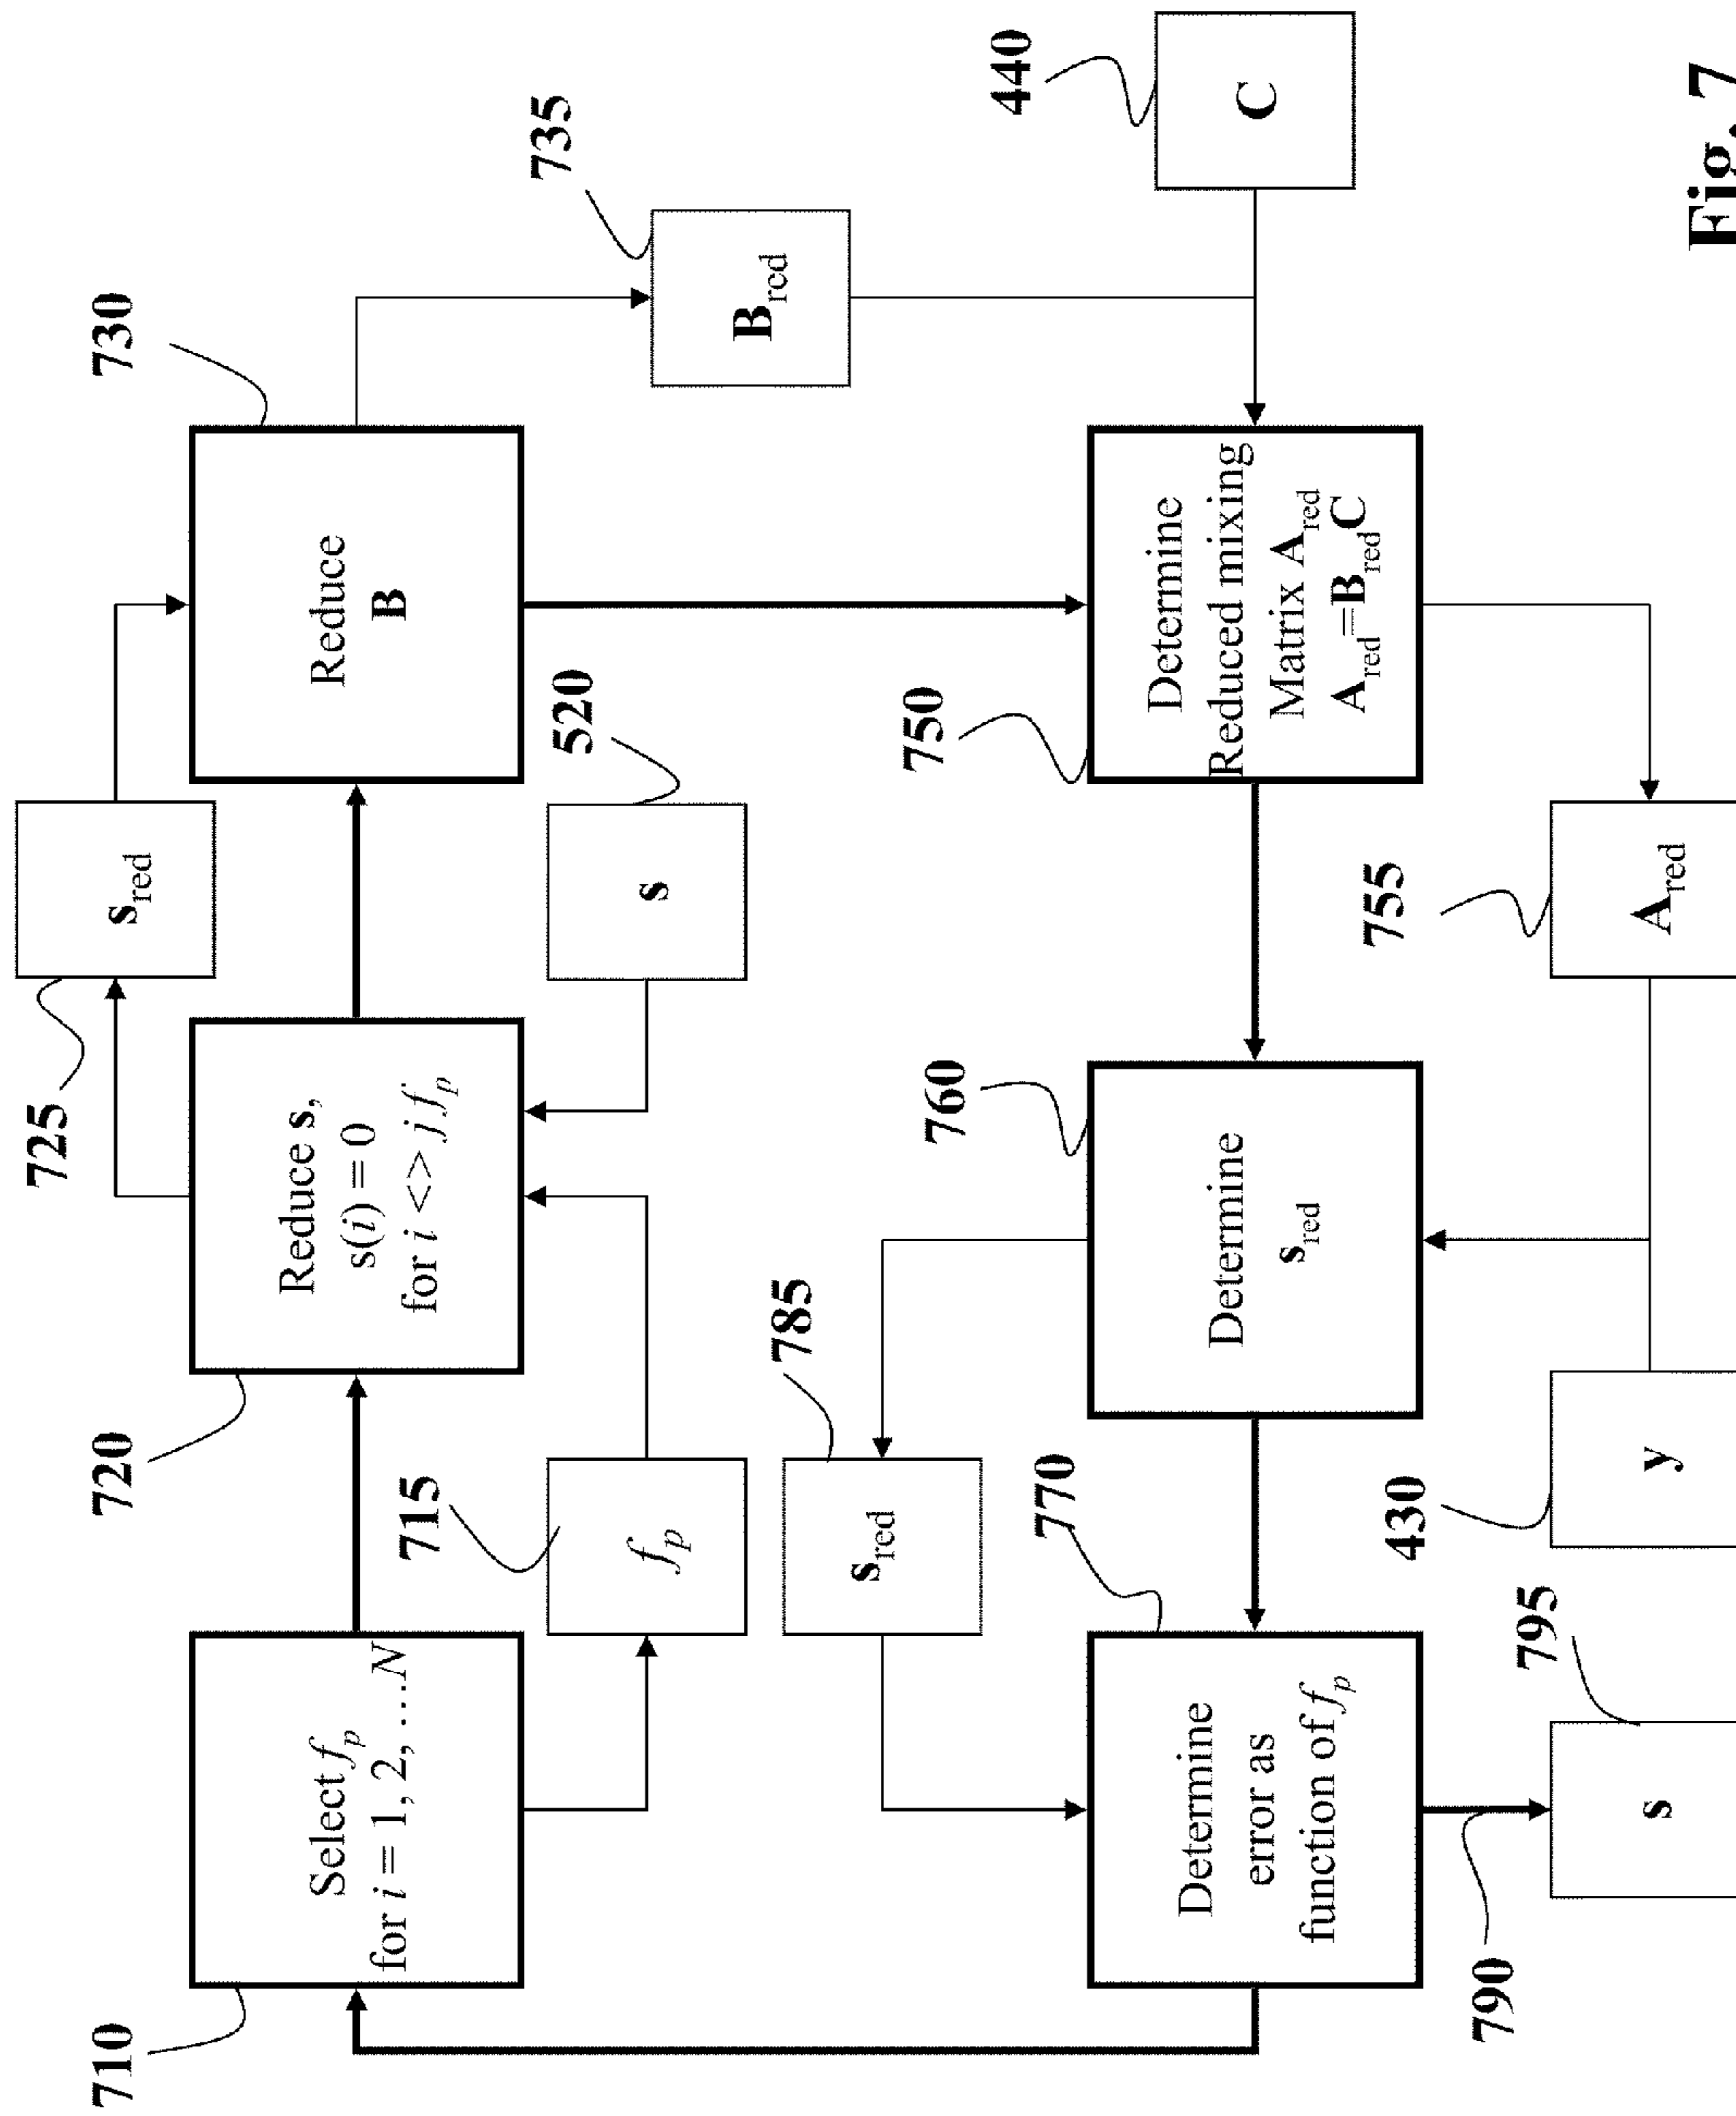 710
Select f_p
for i = 1, 2, ....N
720
Reduce s,
s(i) = 0
for i <> j f_p
725
s_red
730
Reduce
B
735
B_red
715
f_p
520
s
440
C
785
s_red
770
Determine
error as
function of f_p
760
Determine
s_red
750
Determine
Reduced mixing
Matrix A_red
A_red=B_redC
790
795
s
430
y
755
A_red
Fig. 7